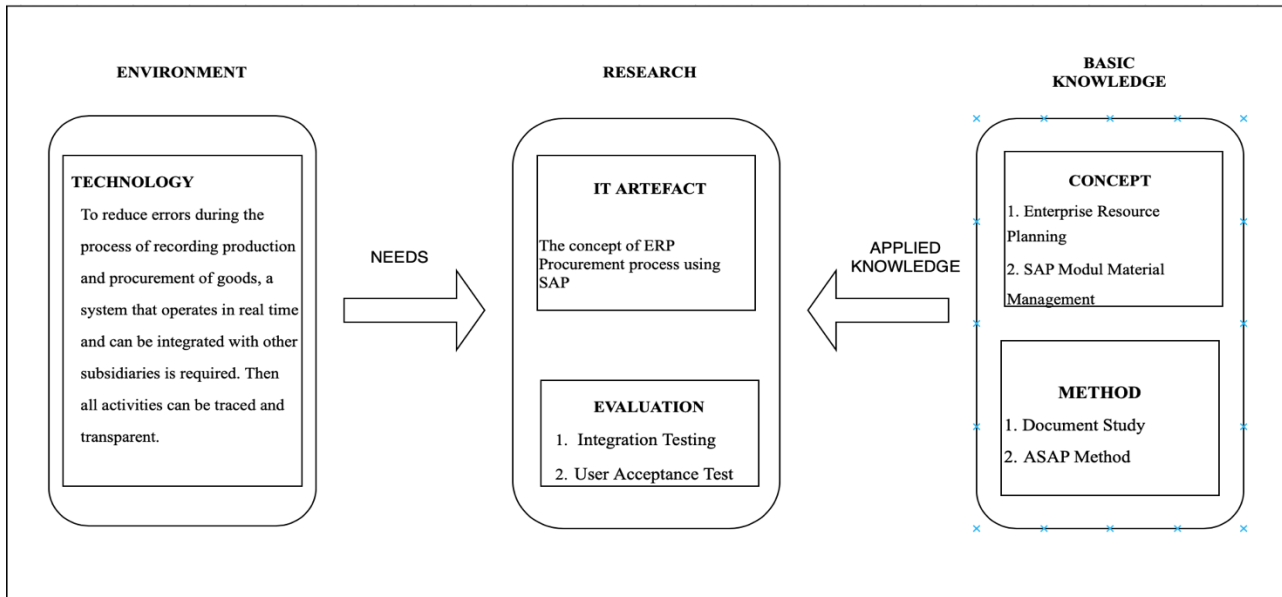 ENVIRONMENT
TECHNOLOGY
To reduce errors during the
process of recording production
and procurement of goods, a
system that operates in real time
and can be integrated with other
subsidiaries is required. Then
all activities can be traced and
transparent.
NEEDS
RESEARCH
IT ARTEFACT
The concept of ERP
Procurement process using
SAP
EVALUATION
1. Integration Testing
2. User Acceptance Test
APPLIED
KNOWLEDGE
BASIC
KNOWLEDGE
CONCEPT
1. Enterprise Resource
Planning
2. SAP Modul Material
Management
METHOD
1. Document Study
2. ASAP Method